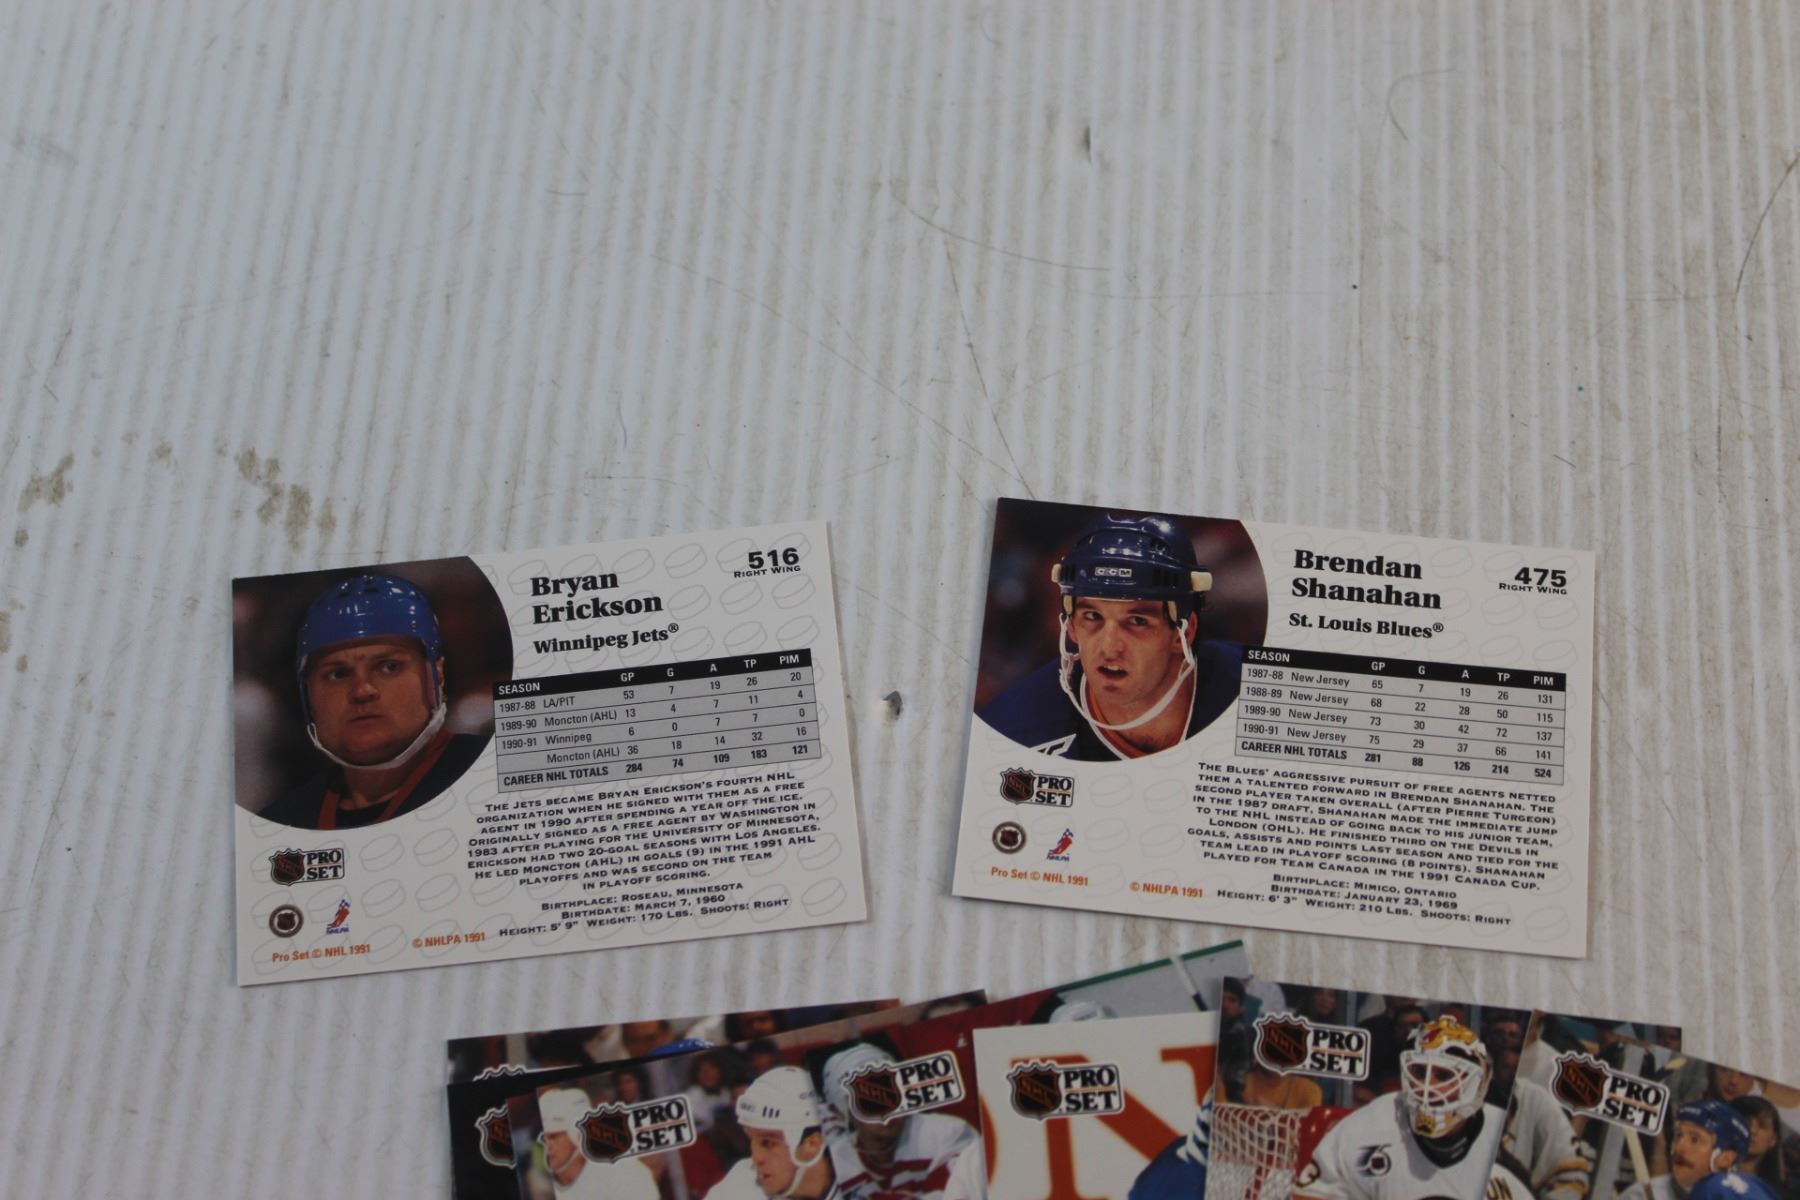 516
RIGHT WING
Bryan
Erickson
Winnipeg Jets®
SEASON GP G A TP PIM
1987-88 LA/PIT 53 7 19 26 20
1989-90 Moncton (AHL) 13 4 7 11 4
1990-91 Winnipeg 6 0 7 7 0
Moncton (AHL) 36 18 14 32 16
CAREER NHL TOTALS 284 74 109 183 121
THE JETS BECAME BRYAN ERICKSON'S FOURTH NHL
ORGANIZATION WHEN HE SIGNED WITH THEM AS A FREE
AGENT IN 1990 AFTER SPENDING A YEAR OFF THE ICE.
ORIGINALLY SIGNED AS A FREE AGENT BY WASHINGTON IN
1983 AFTER PLAYING FOR THE UNIVERSITY OF MINNESOTA,
ERICKSON HAD TWO 20-GOAL SEASONS WITH LOS ANGELES.
HE LED MONCTON (AHL) IN GOALS (9) IN THE 1991 AHL
PLAYOFFS AND WAS SECOND ON THE TEAM
IN PLAYOFF SCORING.
BIRTHPLACE: ROSEAU, MINNESOTA
BIRTHDATE: MARCH 7, 1960
HEIGHT: 5' 9" WEIGHT: 170 LBS. SHOOTS: RIGHT
NHL PRO SET
NHLPA
Pro Set © NHL 1991 © NHLPA 1991
475
RIGHT WING
Brendan
Shanahan
St. Louis Blues®
CCM
SEASON GP G A TP PIM
1987-88 New Jersey 65 7 19 26 131
1988-89 New Jersey 68 22 28 50 115
1989-90 New Jersey 73 30 42 72 137
1990-91 New Jersey 75 29 37 66 141
CAREER NHL TOTALS 281 88 126 214 524
THE BLUES' AGGRESSIVE PURSUIT OF FREE AGENTS NETTED
THEM A TALENTED FORWARD IN BRENDAN SHANAHAN. THE
SECOND PLAYER TAKEN OVERALL (AFTER PIERRE TURGEON)
IN THE 1987 DRAFT, SHANAHAN MADE THE IMMEDIATE JUMP
TO THE NHL INSTEAD OF GOING BACK TO HIS JUNIOR TEAM,
LONDON (OHL). HE FINISHED THIRD ON THE DEVILS IN
GOALS, ASSISTS AND POINTS LAST SEASON AND TIED FOR THE
TEAM LEAD IN PLAYOFF SCORING (8 POINTS). SHANAHAN
PLAYED FOR TEAM CANADA IN THE 1991 CANADA CUP.
BIRTHPLACE: MIMICO, ONTARIO
BIRTHDATE: JANUARY 23, 1969
HEIGHT: 6' 3" WEIGHT: 210 LBS. SHOOTS: RIGHT
NHL PRO SET
NHLPA
Pro Set © NHL 1991 © NHLPA 1991
NHL PRO SET
NHL PRO SET
NHL PRO SET
NHL PRO SET
NHL PRO SET
75